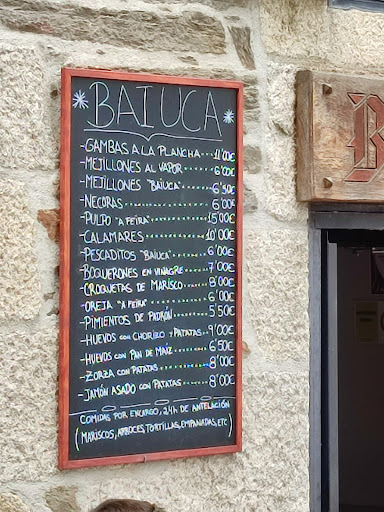 BAIUCA
-GAMBAS A LA PLANCHA...11'00€
-MEJILLONES AL VAPOR.......6'00€
-MEJILLONES "BAIUCA".......6'50€
-NECORAS..................6'00€
-PULPO "A FEIRA"..........15'00€
-CALAMARES................10'00€
-PESCADITOS "BAIUCA"......6'00€
-BOQUERONES EN VINAGRE....7'00€
-CROQUETAS DE MARISCO.....8'00€
-OREJA "A FEIRA"..........6'00€
-PIMIENTOS DE PADRÓN......5'50€
-HUEVOS CON CHORIZO Y PATATAS..9'00€
-HUEVOS CON PAN DE MAÍZ.......6'50€
-ZORZA CON PATATAS........8'00€
-JAMÓN ASADO CON PATATAS.....8'00€
COMIDAS POR ENCARGO, 24h DE ANTELACIÓN
(MARISCOS, ARROCES, TORTILLAS, EMPANADAS, ETC)
B